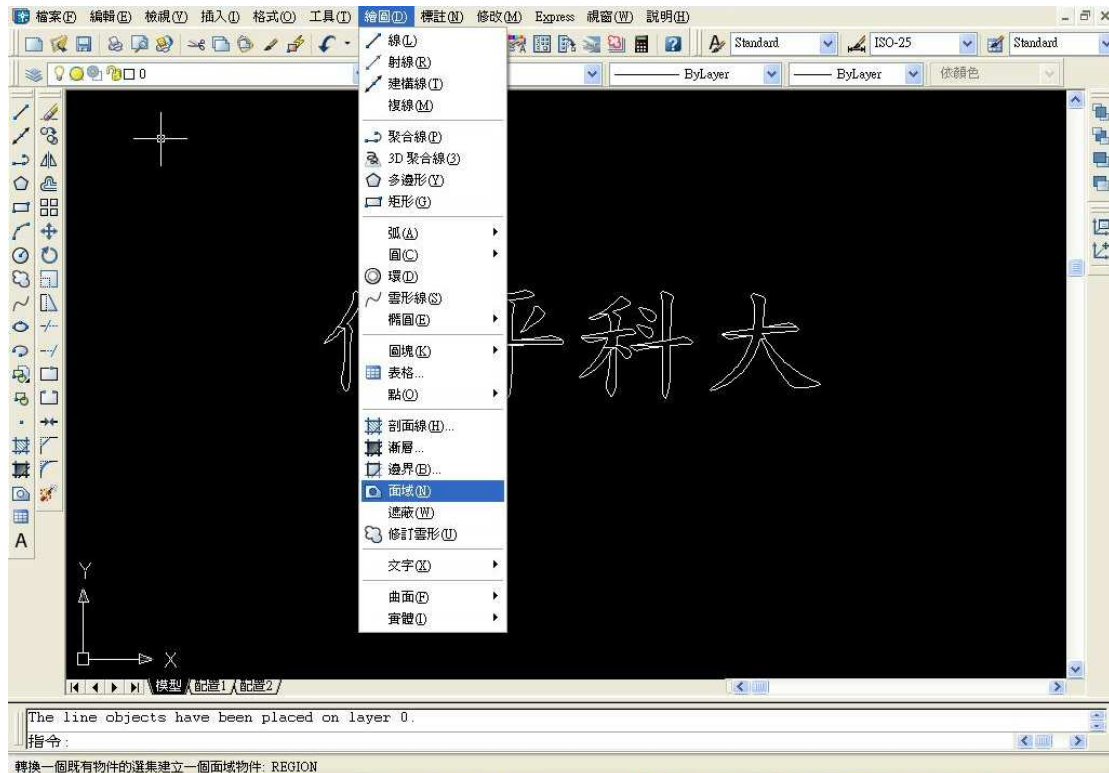 檔案(F) 編輯(E) 檢視(V) 插入(I) 格式(O) 工具(T) 繪圖(D) 標註(N) 修改(M) Express 視窗(W) 說明(H)
Standard ISO-25 Standard
0 ByLayer ByLayer 依顏色
線(L)
射線(R)
建構線(T)
複線(M)
聚合線(P)
3D 聚合線(3)
多邊形(Y)
矩形(G)
弧(A)
圓(C)
環(D)
雲形線(S)
橢圓(E)
圖塊(K)
表格...
點(O)
剖面線(H)...
漸層...
邊界(B)...
面域(N)
遮蔽(W)
修訂雲形(U)
文字(X)
曲面(F)
實體(I)
科大
A
Y
X
模型 配置1 配置2
The line objects have been placed on layer 0.
指令:
轉換一個既有物件的選集建立一個面域物件: REGION